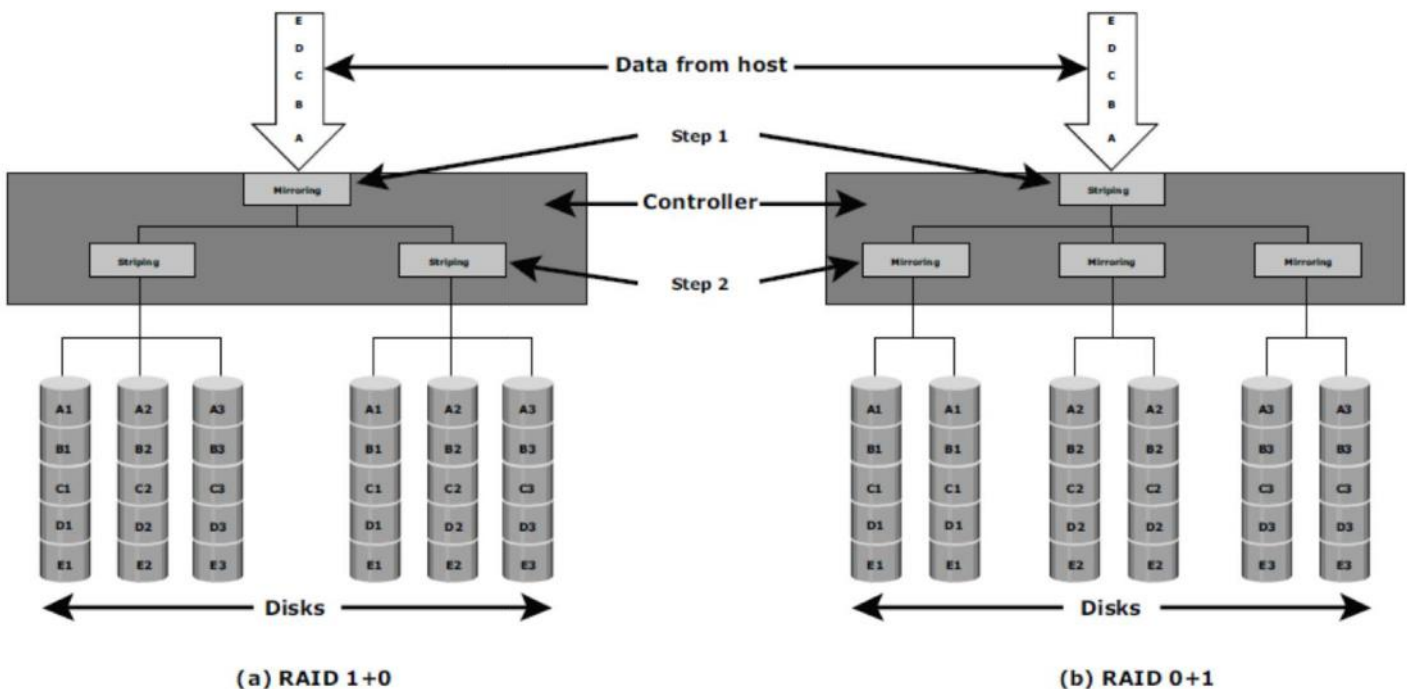 E E
D D
C Data from host C
B B
A Step 1 A
Mirroring Striping
Controller
Striping Striping Mirroring Mirroring Mirroring
Step 2
A1 A2 A3 A1 A2 A3 A1 A1 A2 A2 A3 A3
B1 B2 B3 B1 B2 B3 B1 B1 B2 B2 B3 B3
C1 C2 C3 C1 C2 C3 C1 C1 C2 C2 C3 C3
D1 D2 D3 D1 D2 D3 D1 D1 D2 D2 D3 D3
E1 E2 E3 E1 E2 E3 E1 E1 E2 E2 E3 E3
Disks Disks
(a) RAID 1+0 (b) RAID 0+1